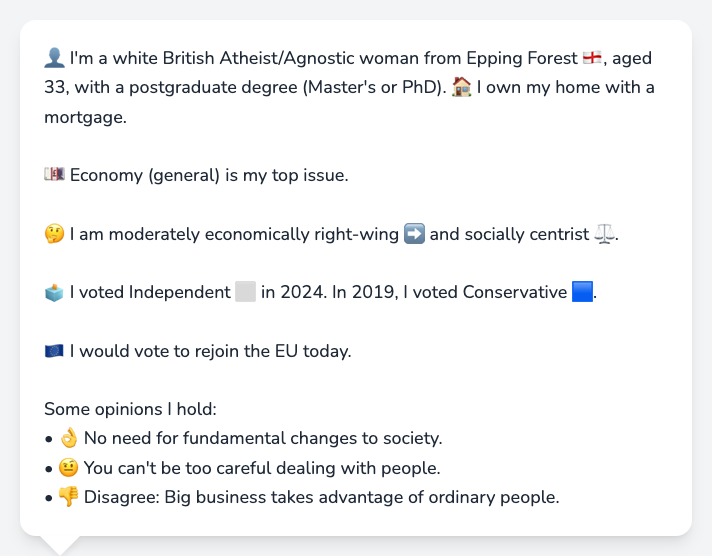 👤 I'm a white British Atheist/Agnostic woman from Epping Forest 🏴󠁧󠁢󠁥󠁮󠁧󠁿, aged
33, with a postgraduate degree (Master's or PhD). 🏠 I own my home with a
mortgage.
💷 Economy (general) is my top issue.
🤔 I am moderately economically right-wing ➡️ and socially centrist ⚖️.
🗳️ I voted Independent ⬜ in 2024. In 2019, I voted Conservative 🟦.
🇪🇺 I would vote to rejoin the EU today.
Some opinions I hold:
• 👌 No need for fundamental changes to society.
• 🤨 You can't be too careful dealing with people.
• 👎 Disagree: Big business takes advantage of ordinary people.